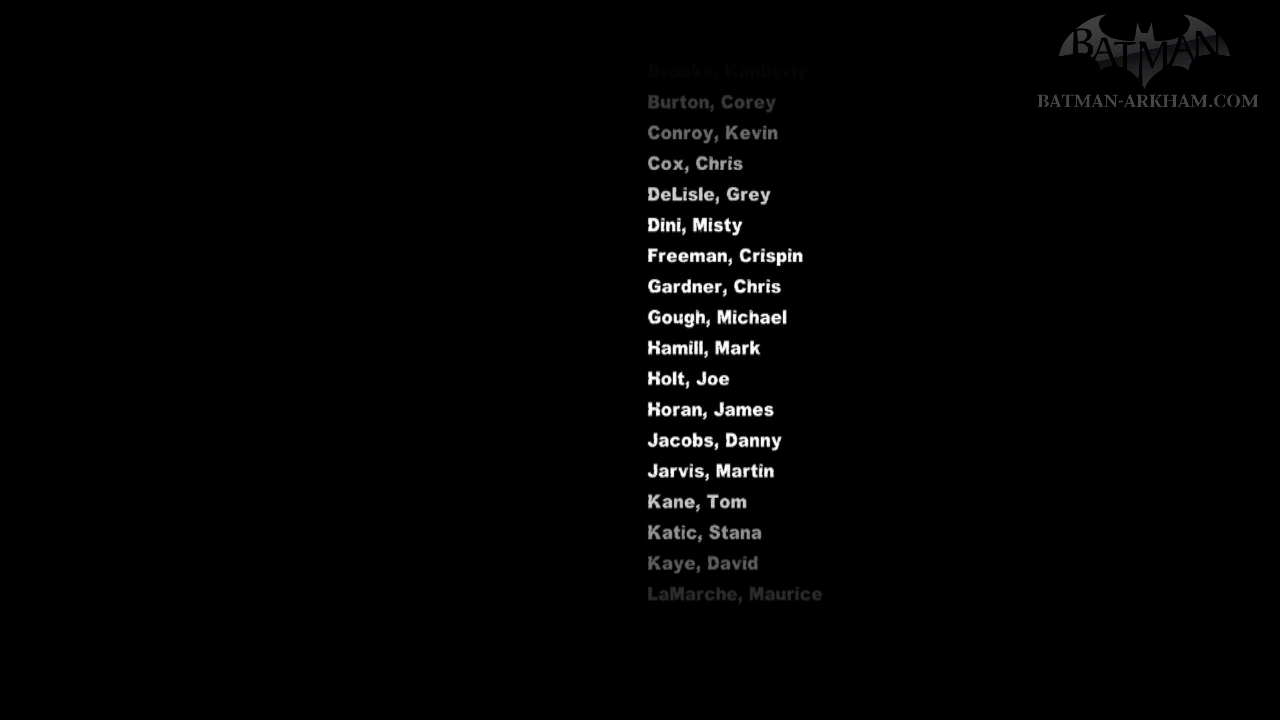 BATMAN
BATMAN-ARKHAM.COM
Brooks, Kimberly
Burton, Corey
Conroy, Kevin
Cox, Chris
DeLisle, Grey
Dini, Misty
Freeman, Crispin
Gardner, Chris
Gough, Michael
Hamill, Mark
Holt, Joe
Horan, James
Jacobs, Danny
Jarvis, Martin
Kane, Tom
Katic, Stana
Kaye, David
LaMarche, Maurice